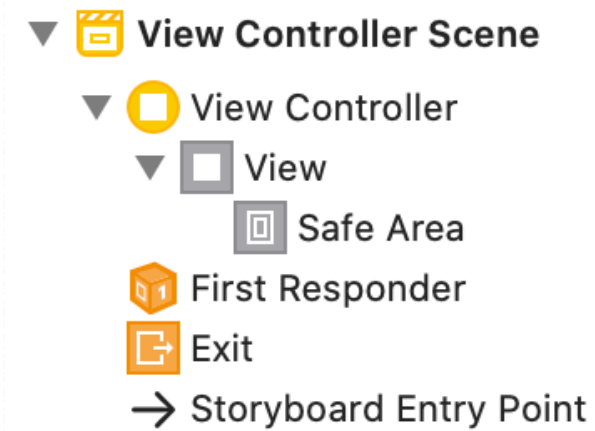 View Controller Scene
View Controller
View
Safe Area
First Responder
Exit
Storyboard Entry Point